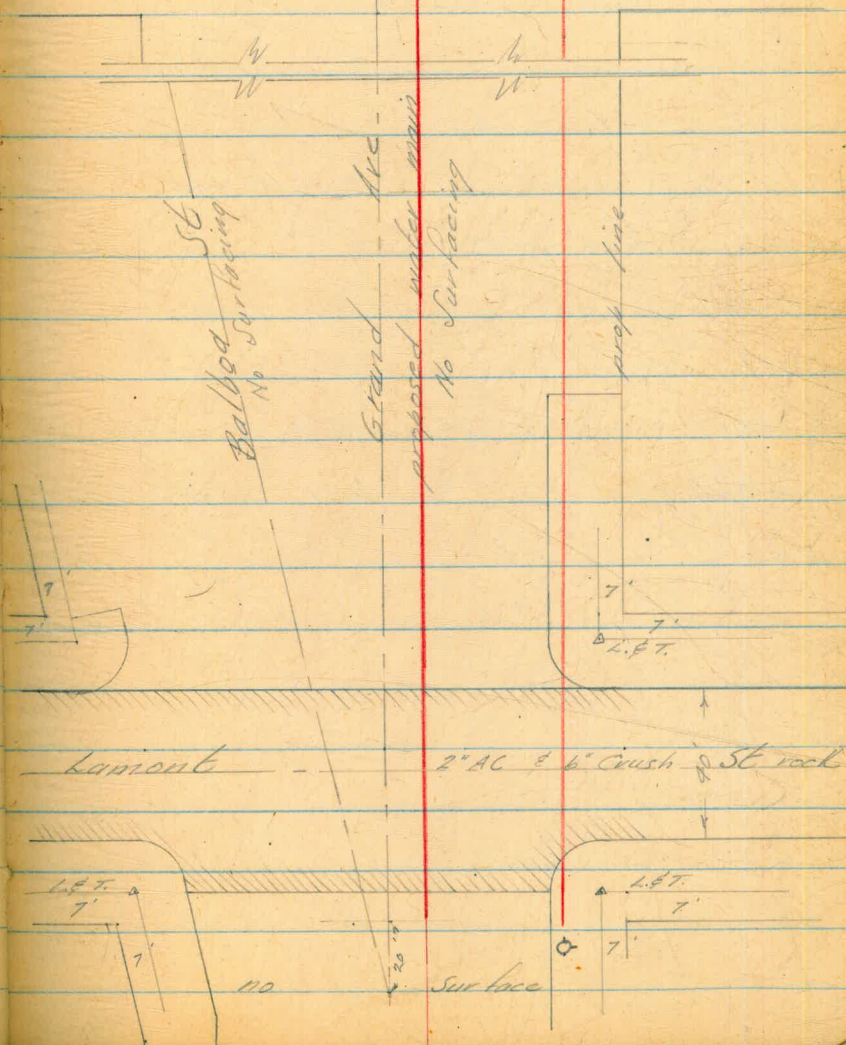 Balboa St
No Surfacing
Grand Ave
proposed water main
No Surfacing
prop line
7'
7'
7'
7'
L. & T.
Lamont St
2" AC & 6" Crush rock
40'
L. & T.
7'
7'
L. & T.
7'
7'
no surface